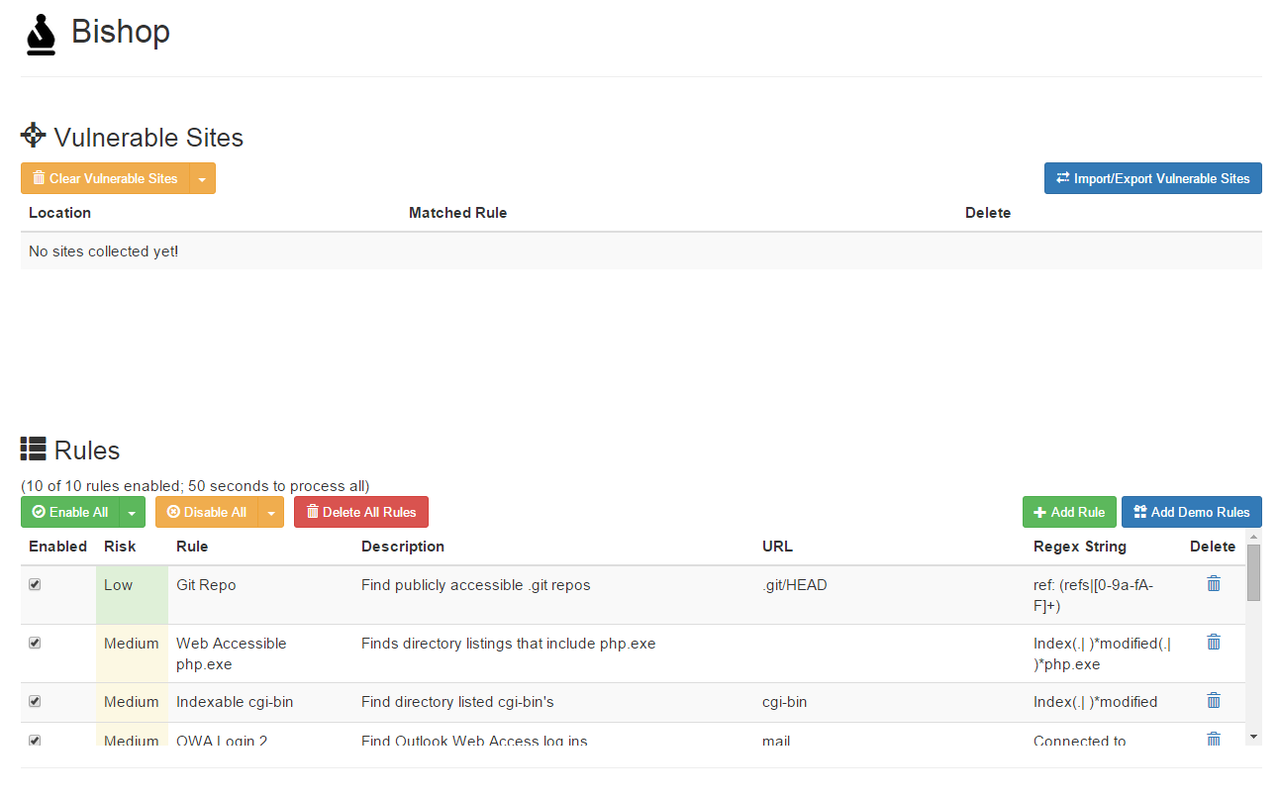 Bishop
Vulnerable Sites
Clear Vulnerable Sites
Import/Export Vulnerable Sites
Location Matched Rule Delete
No sites collected yet!
Rules
(10 of 10 rules enabled; 50 seconds to process all)
Enable All Disable All Delete All Rules Add Rule Add Demo Rules
Enabled Risk Rule Description URL Regex String Delete
Low Git Repo Find publicly accessible .git repos .git/HEAD ref: (refs|[0-9a-fA-
F]+)
Medium Web Accessible Finds directory listings that include php.exe Index(.| )*modified(.|
php.exe )*php.exe
Medium Indexable cgi-bin Find directory listed cgi-bin's cgi-bin Index(.| )*modified
Medium OWA Login 2 Find Outlook Web Access log ins mail Connected to